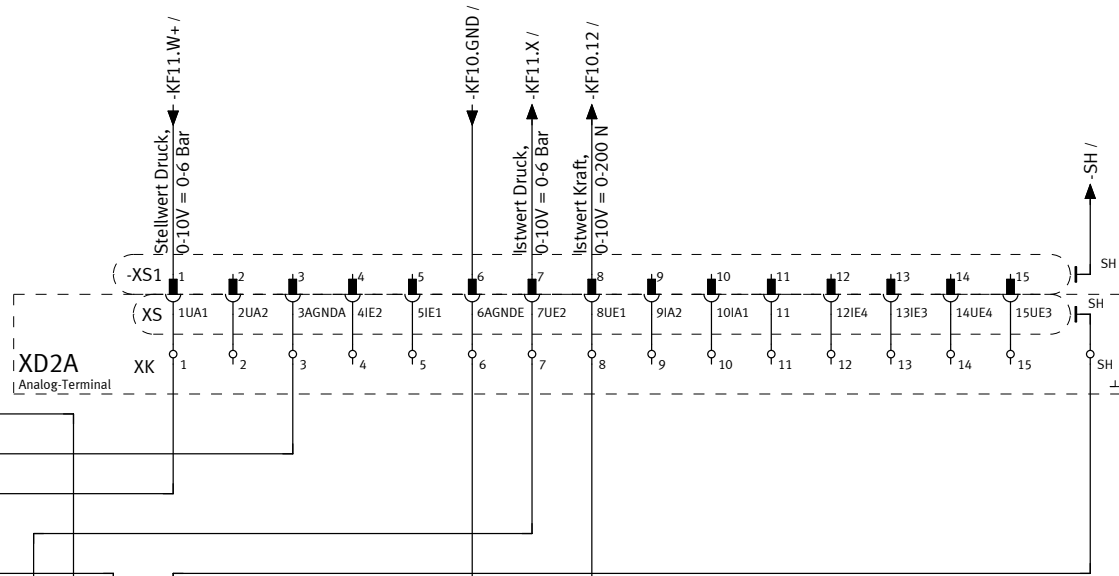 -KF11.W+ /
-KF10.GND /
-KF11.X /
-KF10.12 /
-SH /
Stellwert Druck,
0-10V = 0-6 Bar
Istwert Druck,
0-10V = 0-6 Bar
Istwert Kraft,
0-10V = 0-200 N
-XS1 1 2 3 4 5 6 7 8 9 10 11 12 13 14 15 SH
XS 1UA1 2UA2 3AGNDA 4IE2 5IE1 6AGNDE 7UE2 8UE1 9IA2 10IA1 11 12IE4 13IE3 14UE4 15UE3 SH
XD2A
Analog-Terminal
XK 1 2 3 4 5 6 7 8 9 10 11 12 13 14 15 SH